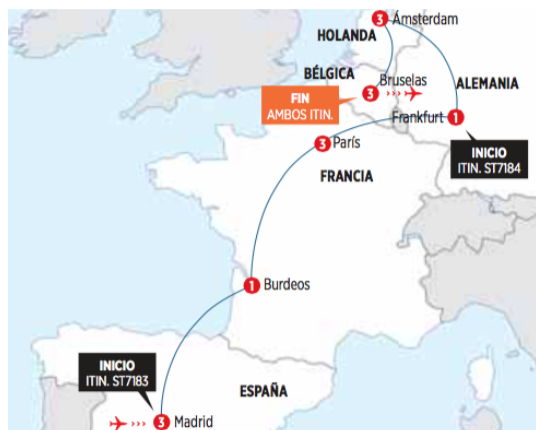 3 Ámsterdam
HOLANDA
BÉLGICA
Bruselas
3
ALEMANIA
FIN
AMBOS ITIN.
Frankfurt 1
3 París
INICIO
ITIN. ST7184
FRANCIA
1 Burdeos
INICIO
ITIN. ST7183
ESPAÑA
3 Madrid